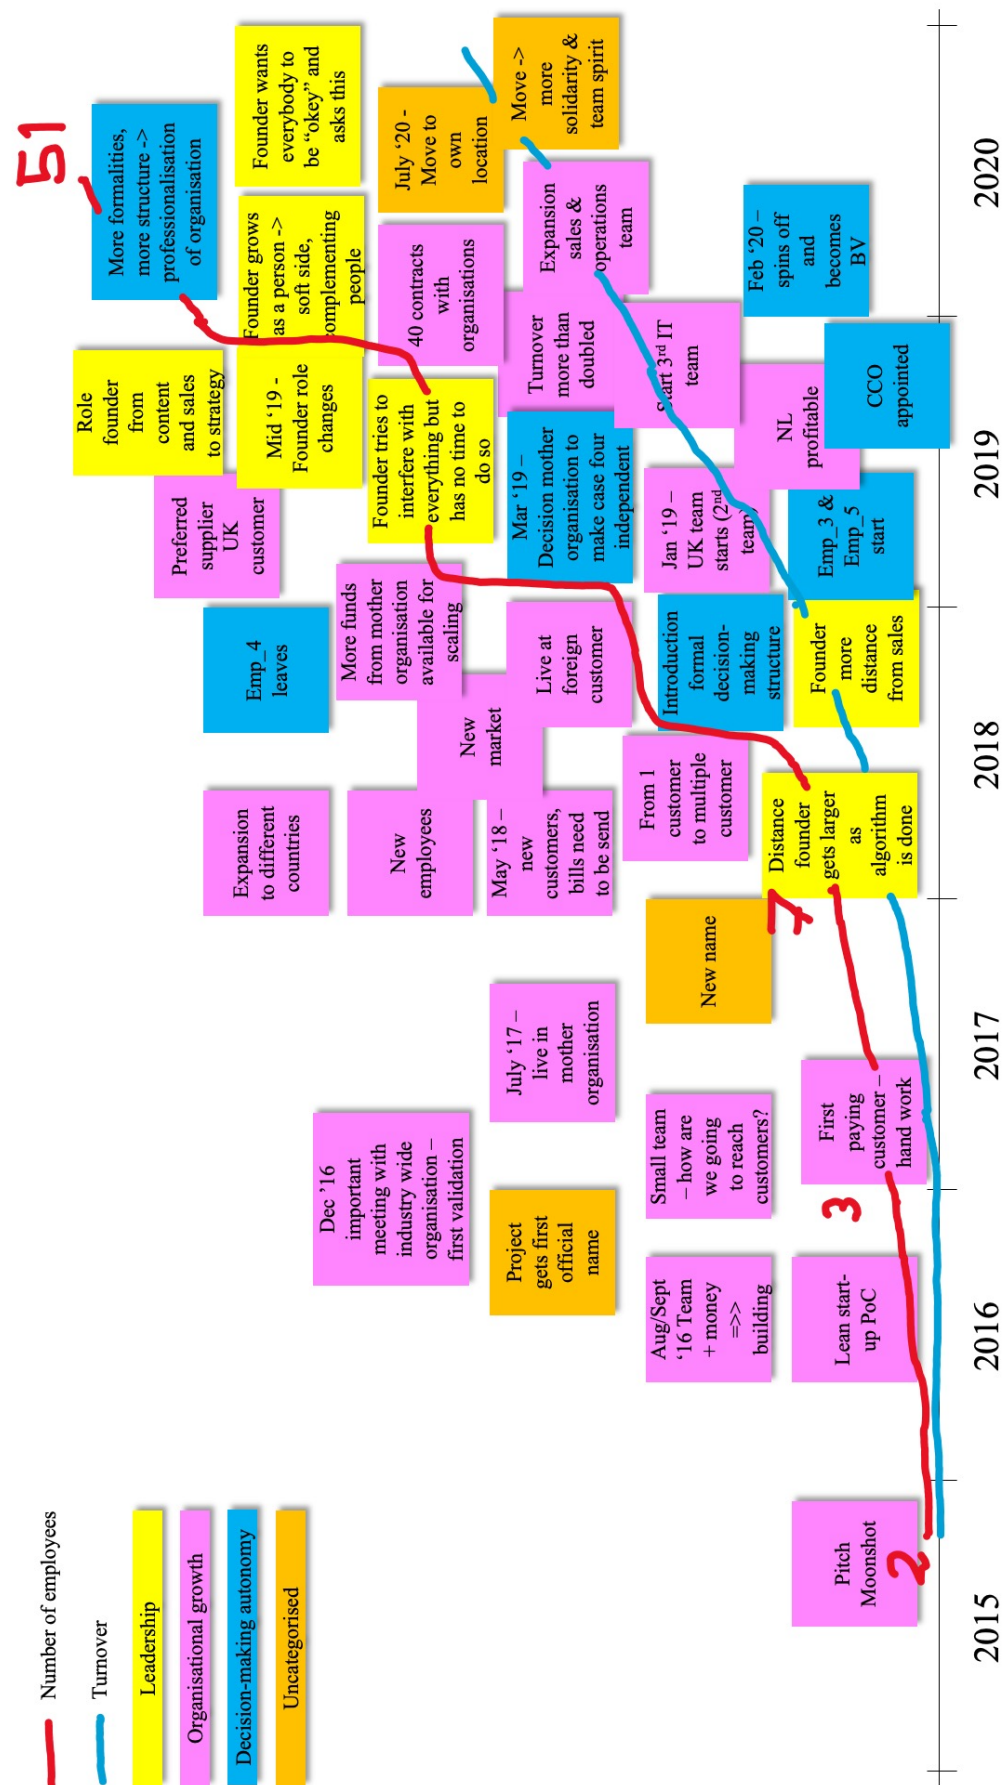 Number of employees
Turnover
Leadership
Organisational growth
Decision-making autonomy
Uncategorised
Pitch
Moonshot
2
Lean start-
up PoC
Aug/Sept
‘16 Team
+ money
=>>
building
Project
gets first
official
name
Dec ’16
important
meeting with
industry wide
organisation –
first validation
3
First
paying
customer –
hand work
Small team
– how are
we going
to reach
customers?
July ‘17 –
live in
mother
organisation
New name
7
Distance
founder
gets larger
as
algorithm
is done
From 1
customer
to multiple
customer
May ‘18 –
new
customers,
bills need
to be send
New
employees
Expansion
to different
countries
New
market
Live at
foreign
customer
More funds
from mother
organisation
available for
scaling
Emp_4
leaves
Introduction
formal
decision-
making
structure
Founder
more
distance
from sales
Emp_3 &
Emp_5
start
Jan ‘19 –
UK team
starts (2nd
team)
Mar ‘19 –
Decision mother
organisation to
make case four
independent
Founder tries to
interfere with
everything but
has no time to
do so
Preferred
supplier
UK
customer
Mid ‘19 -
Founder role
changes
Role
founder
from
content
and sales
to strategy
NL
profitable
CCO
appointed
Start 3rd IT
team
Turnover
more than
doubled
40 contracts
with
organisations
Founder grows
as a person ->
soft side,
complementing
people
More formalities,
more structure ->
professionalisation
of organisation
51
Feb ‘20 –
spins off
and
becomes
BV
Expansion
sales &
operations
team
July ‘20 -
Move to
own
location
Move ->
more
solidarity &
team spirit
Founder wants
everybody to
be “okey” and
asks this
2015
2016
2017
2018
2019
2020